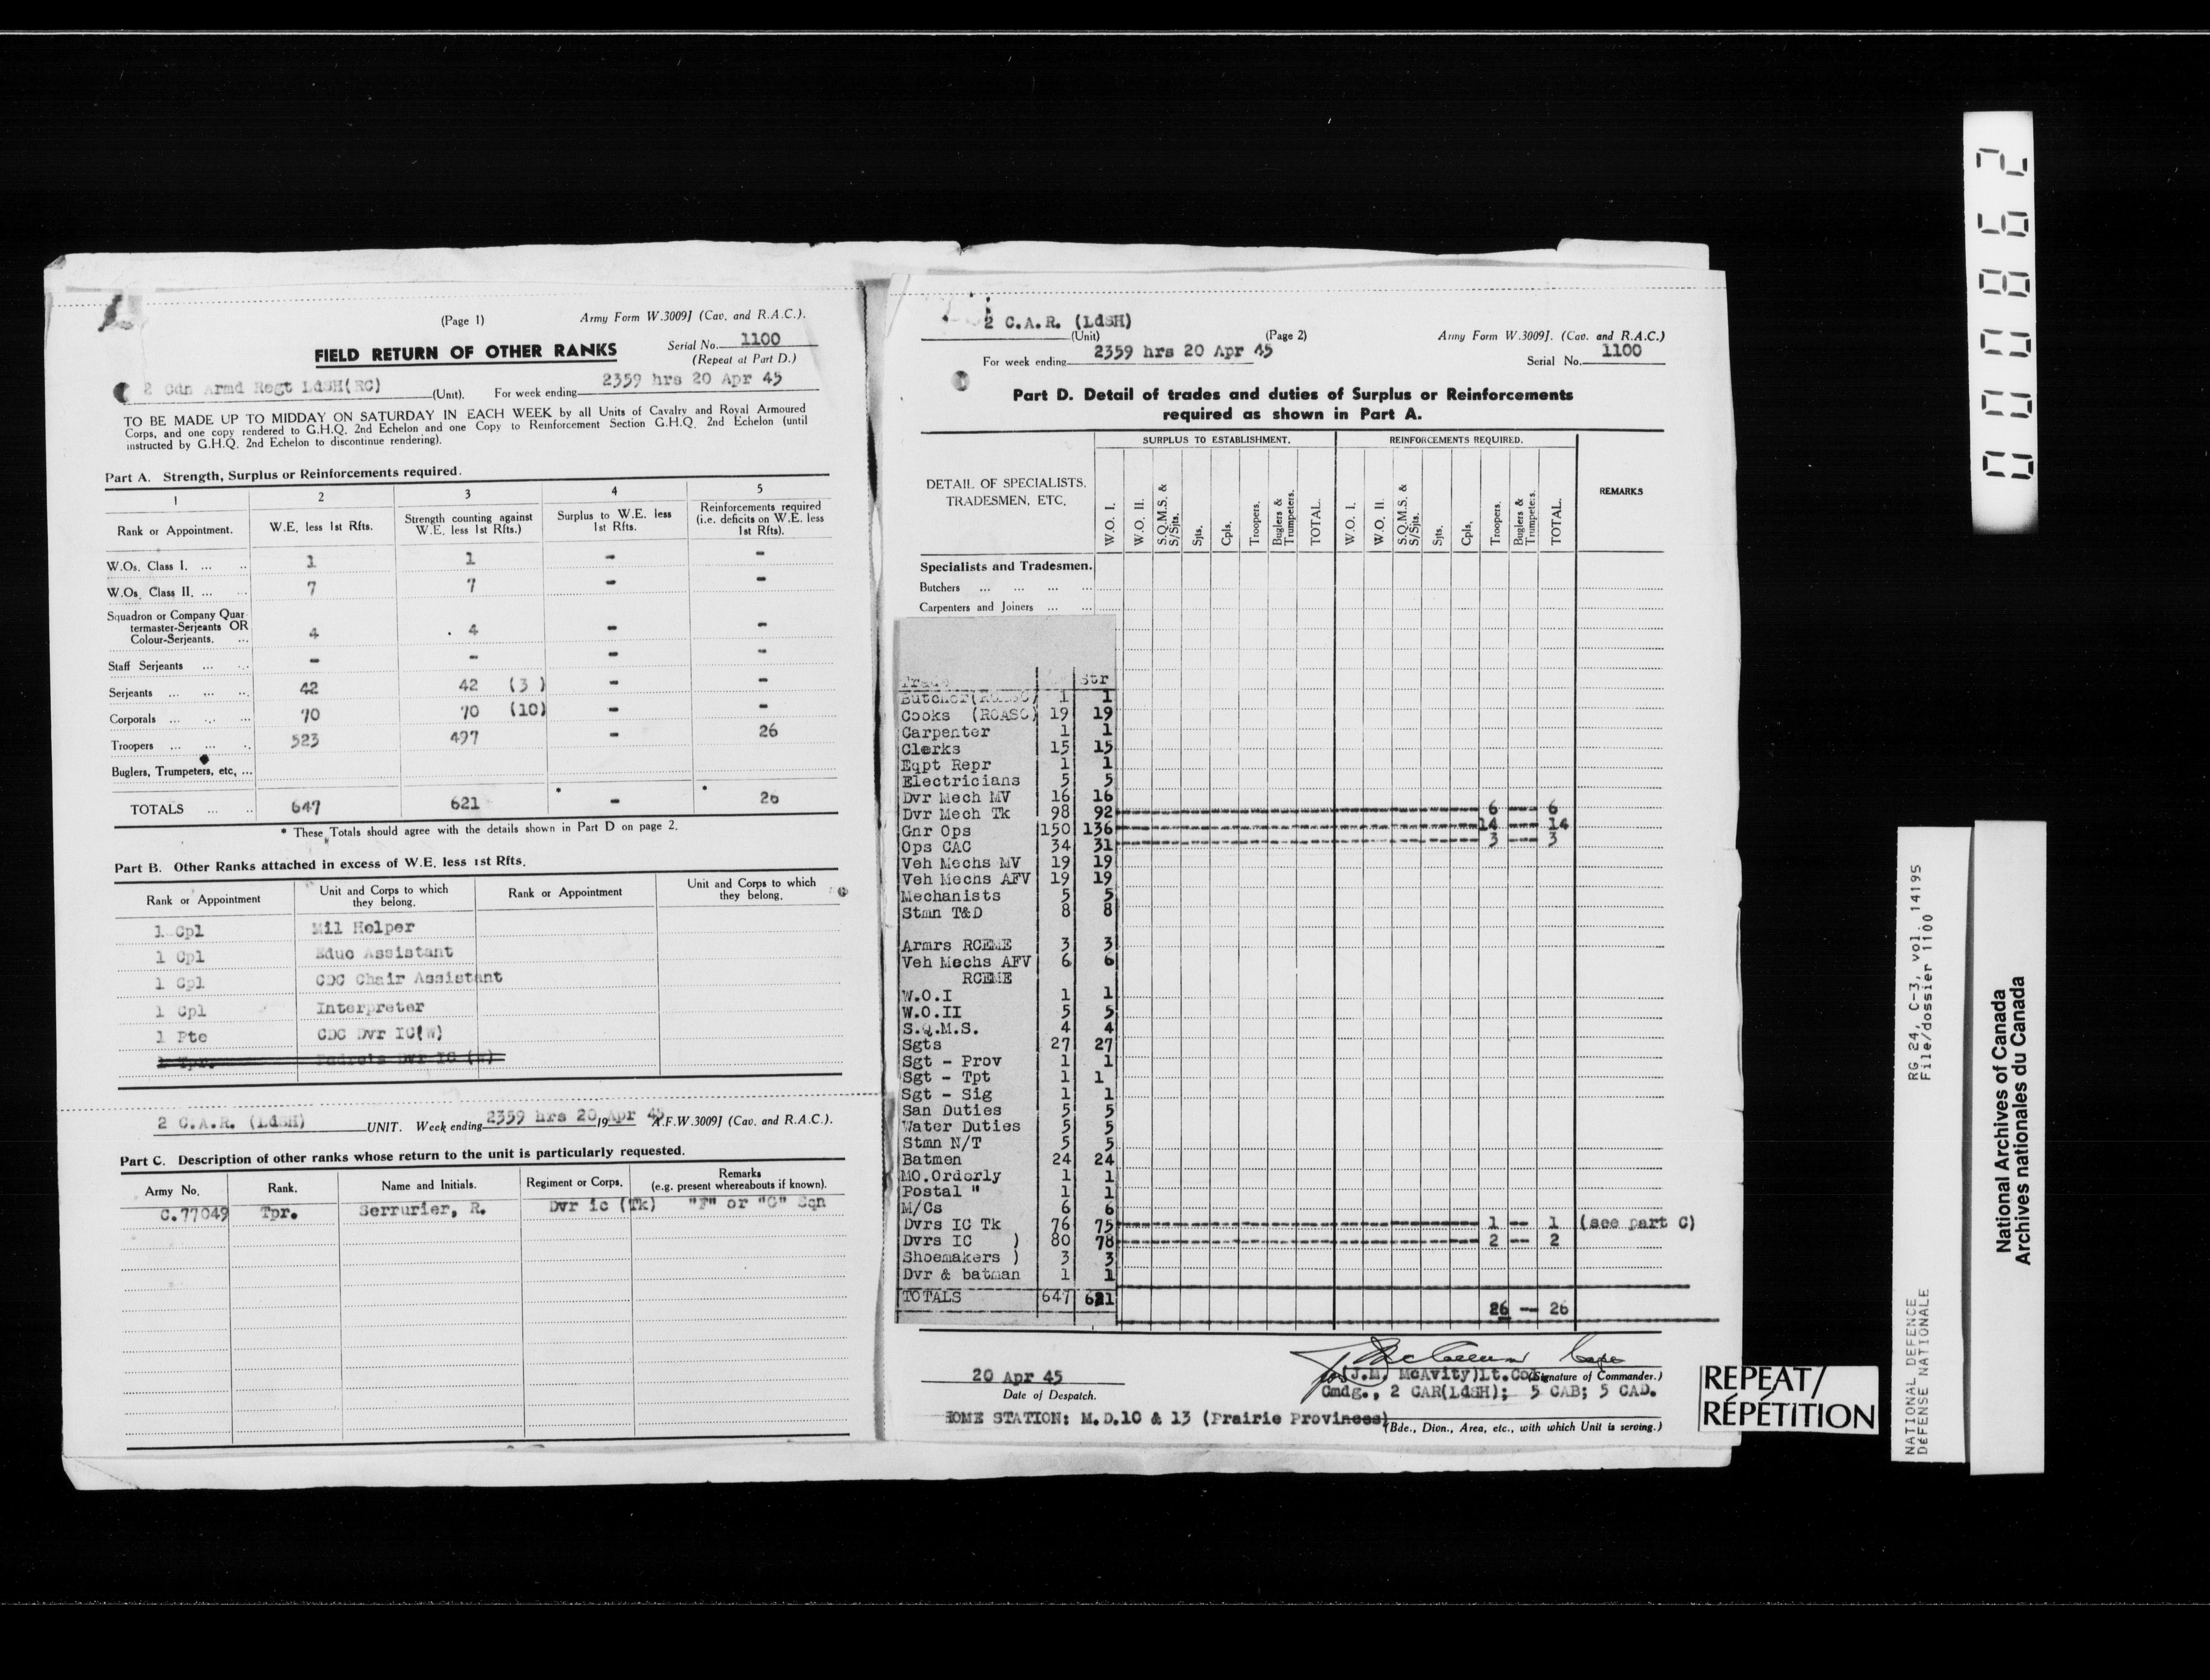 (Page 1) Army Form W.3009J (Cav. and R.A.C.).
FIELD RETURN OF OTHER RANKS Serial No. 1100
(Repeat at Part D.)
2 Cdn Armd Regt LdSH(RC) (Unit). For week ending 2359 hrs 20 Apr 45
TO BE MADE UP TO MIDDAY ON SATURDAY IN EACH WEEK by all Units of Cavalry and Royal Armoured
Corps, and one copy rendered to G.H.Q. 2nd Echelon and one Copy to Reinforcement Section G.H.Q. 2nd Echelon (until
instructed by G.H.Q. 2nd Echelon to discontinue rendering).
Part A. Strength, Surplus or Reinforcements required.
1 2 3 4 5
Rank or Appointment. W.E. less 1st Rfts. Strength counting against W.E. less 1st Rfts.) Surplus to W.E. less 1st Rfts. Reinforcements required (i.e. deficits on W.E. less 1st Rfts).
W.Os. Class I. ... .. 1 1 - -
W.Os. Class II. ... .. 7 7 - -
Squadron or Company Quar
termaster-Serjeants OR
Colour-Serjeants. ... 4 4 - -
Staff Serjeants ... .. - - - -
Serjeants ... ... ... 42 42 (3) - -
Corporals ... ... ... 70 70 (10) - -
Troopers ... ... .. 523 497 - 26
Buglers, Trumpeters, etc, ...
TOTALS ... .. 647 621 * - * 26
* These Totals should agree with the details shown in Part D on page 2.
Part B. Other Ranks attached in excess of W.E. less 1st Rfts.
Rank or Appointment Unit and Corps to which they belong. Rank or Appointment Unit and Corps to which they belong.
1 Cpl Mil Helper
1 Cpl Educ Assistant
1 Cpl CDC Chair Assistant
1 Cpl Interpreter
1 Pte CDC Dvr IC(W)
1 Tpr. Padre's Dvr IC (W)
2 C.A.R. (LdSH) UNIT. Week ending 2359 hrs 20 19 Apr 45 A.F.W.3009J (Cav. and R.A.C.).
Part C. Description of other ranks whose return to the unit is particularly requested.
Army No. Rank. Name and Initials. Regiment or Corps. Remarks (e.g. present whereabouts if known).
C.77049 Tpr. Serrurier, R. Dvr ic (Tk) "F" or "G" Sqn
2 C.A.R. (LdSH)
(Unit) (Page 2) Army Form W.3009J. (Cav. and R.A.C.)
For week ending 2359 hrs 20 Apr 45 Serial No. 1100
Part D. Detail of trades and duties of Surplus or Reinforcements
required as shown in Part A.
SURPLUS TO ESTABLISHMENT. REINFORCEMENTS REQUIRED.
DETAIL OF SPECIALISTS, TRADESMEN, ETC. W.O. I. W.O. II. S.Q.M.S. & S/Sjts. Sjts. Cpls. Troopers. Buglers & Trumpeters. TOTAL. W.O. I. W.O. II. S.Q.M.S. & S/Sjts. Sjts. Cpls. Troopers. Buglers & Trumpeters. TOTAL. REMARKS
Specialists and Tradesmen.
Butchers ... ... ... ...
Carpenters and Joiners ... ...
Trade Str
Butcher(RCASC) 1 1
Cooks (RCASC) 19 19
Carpenter 1 1
Clerks 15 15
Eqpt Repr 1 1
Electricians 5 5
Dvr Mech MV 16 16
Dvr Mech Tk 98 92 6 6
Gnr Ops 150 136 14 14
Ops CAC 34 31 3 3
Veh Mechs MV 19 19
Veh Mechs AFV 19 19
Mechanists 5 5
Stmn T&D 8 8
Armrs RCEME 3 3
Veh Mechs AFV 6 6
RCEME
W.O.I 1 1
W.O.II 5 5
S.Q.M.S. 4 4
Sgts 27 27
Sgt - Prov 1 1
Sgt - Tpt 1 1
Sgt - Sig 1 1
San Duties 5 5
Water Duties 5 5
Stmn N/T 5 5
Batmen 24 24
MO.Orderly 1 1
Postal " 1 1
M/Cs 6 6
Dvrs IC Tk 76 75 1 -- 1 (see part C)
Dvrs IC ) 80 78 2 -- 2
Shoemakers ) 3 3
Dvr & batman 1 1
TOTALS 647 621
26 -- 26
20 Apr 45 (J.M. McAvity)Lt.Col. (Signature of Commander.)
Date of Despatch. Cmdg., 2 CAR(LdSH); 5 CAB; 5 CAD.
HOME STATION: M.D.10 & 13 (Prairie Provinces) (Bde., Divn., Area, etc., with which Unit is serving.)
REPEAT/
RÉPÉTITION
000862
RG 24, C-3, vol. 14195
File/dossier 1100
NATIONAL DEFENCE
DÉFENSE NATIONALE
National Archives of Canada
Archives nationales du Canada